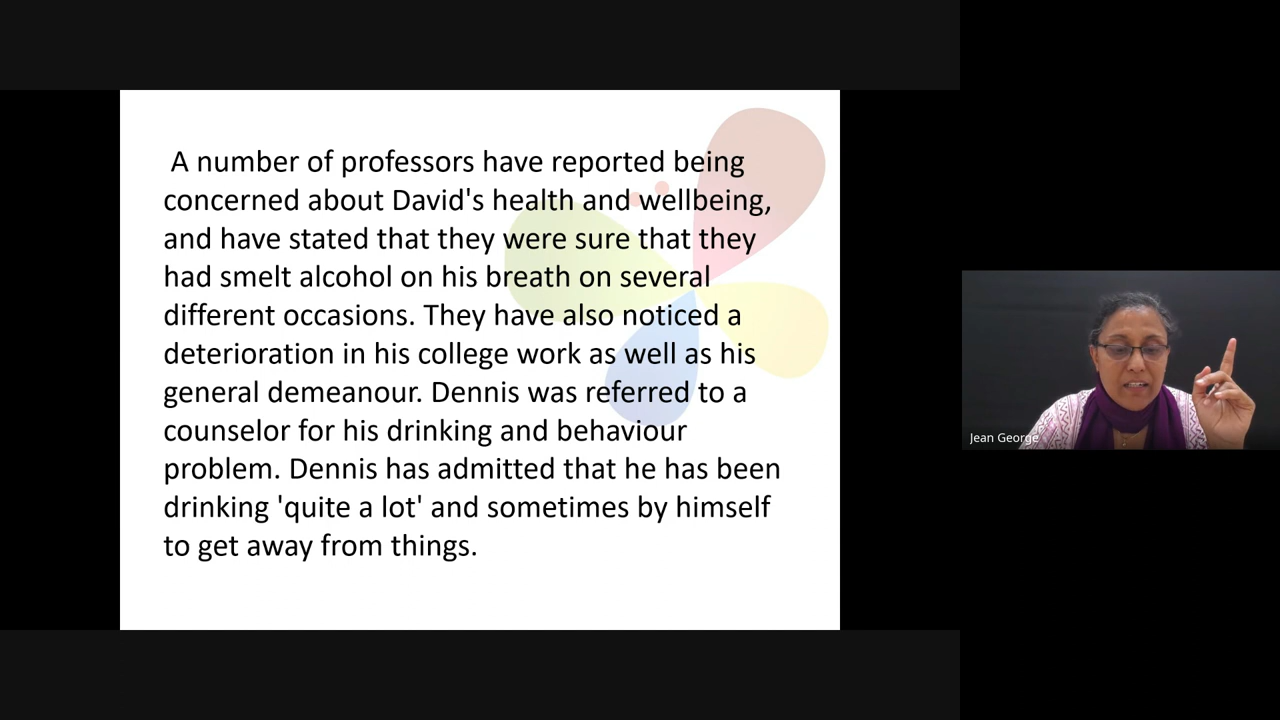 A number of professors have reported being
concerned about David's health and wellbeing,
and have stated that they were sure that they
had smelt alcohol on his breath on several
different occasions. They have also noticed a
deterioration in his college work as well as his
general demeanour. Dennis was referred to a
counselor for his drinking and behaviour
problem. Dennis has admitted that he has been
drinking 'quite a lot' and sometimes by himself
to get away from things.
Jean George